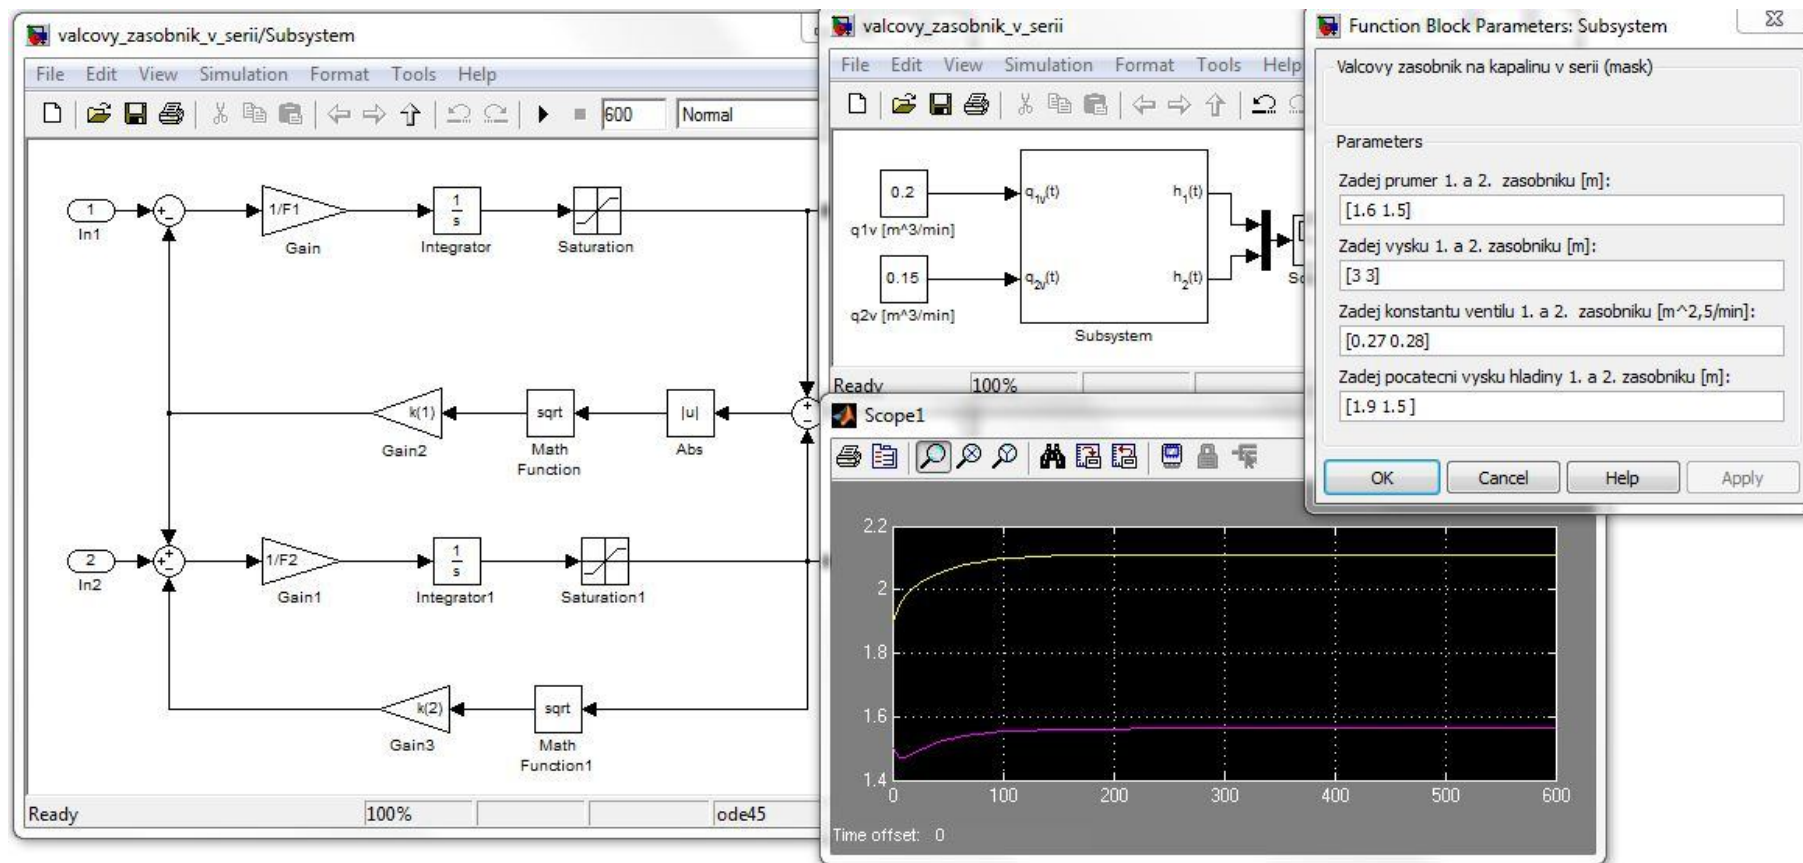 valcovy_zasobnik_v_serii/Subsystem
File Edit View Simulation Format Tools Help
600 Normal
1
In1
1/F1
Gain
1
s
Integrator
Saturation
k(1)
Gain2
sqrt
Math
Function
|u|
Abs
2
In2
1/F2
Gain1
1
s
Integrator1
Saturation1
k(2)
Gain3
sqrt
Math
Function1
Ready 100% ode45
valcovy_zasobnik_v_serii
File Edit View Simulation Format Tools Help
0.2
q1v [m^3/min]
0.15
q2v [m^3/min]
q1v(t)
h1(t)
q2v(t)
h2(t)
Subsystem
Ready 100%
Scope1
2.2
2
1.8
1.6
1.4
0 100 200 300 400 500 600
Time offset: 0
Function Block Parameters: Subsystem
Valcovy zasobnik na kapalinu v serii (mask)
Parameters
Zadej prumer 1. a 2. zasobniku [m]:
[1.6 1.5]
Zadej vysku 1. a 2. zasobniku [m]:
[3 3]
Zadej konstantu ventilu 1. a 2. zasobniku [m^2,5/min]:
[0.27 0.28]
Zadej pocatecni vysku hladiny 1. a 2. zasobniku [m]:
[1.9 1.5 ]
OK Cancel Help Apply